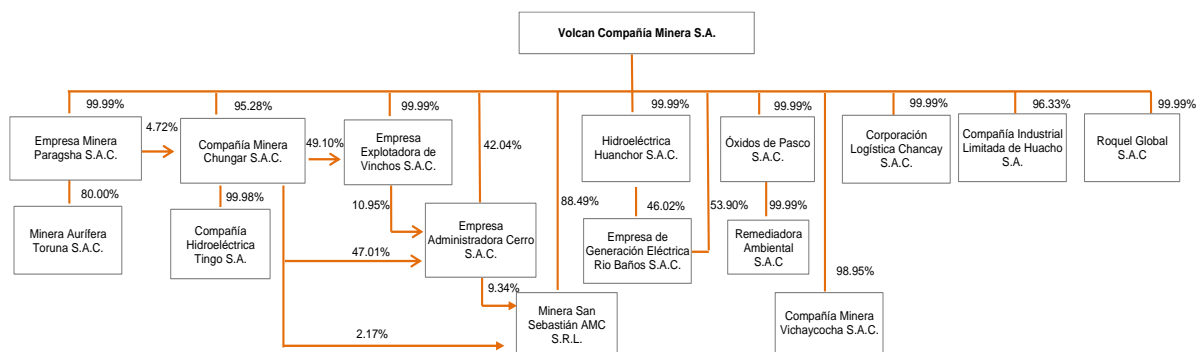 Volcan Compañía Minera S.A.
99.99%
95.28%
99.99%
42.04%
99.99%
99.99%
99.99%
96.33%
99.99%
Empresa Minera
Paragsha S.A.C.
4.72%
Compañía Minera
Chungar S.A.C.
49.10%
Empresa
Explotadora de
Vinchos S.A.C.
Hidroeléctrica
Huanchor S.A.C.
Óxidos de Pasco
S.A.C.
Corporación
Logística Chancay
S.A.C.
Compañía Industrial
Limitada de Huacho
S.A.
Roquel Global
S.A.C
80.00%
99.98%
10.95%
88.49%
46.02%
53.90%
99.99%
Minera Aurífera
Toruna S.A.C.
Compañía
Hidroeléctrica
Tingo S.A.
47.01%
Empresa
Administradora Cerro
S.A.C.
Empresa de
Generación Eléctrica
Rio Baños S.A.C.
Remediadora
Ambiental
S.A.C
98.95%
9.34%
2.17%
Minera San
Sebastián AMC
S.R.L.
Compañía Minera
Vichaycocha S.A.C.